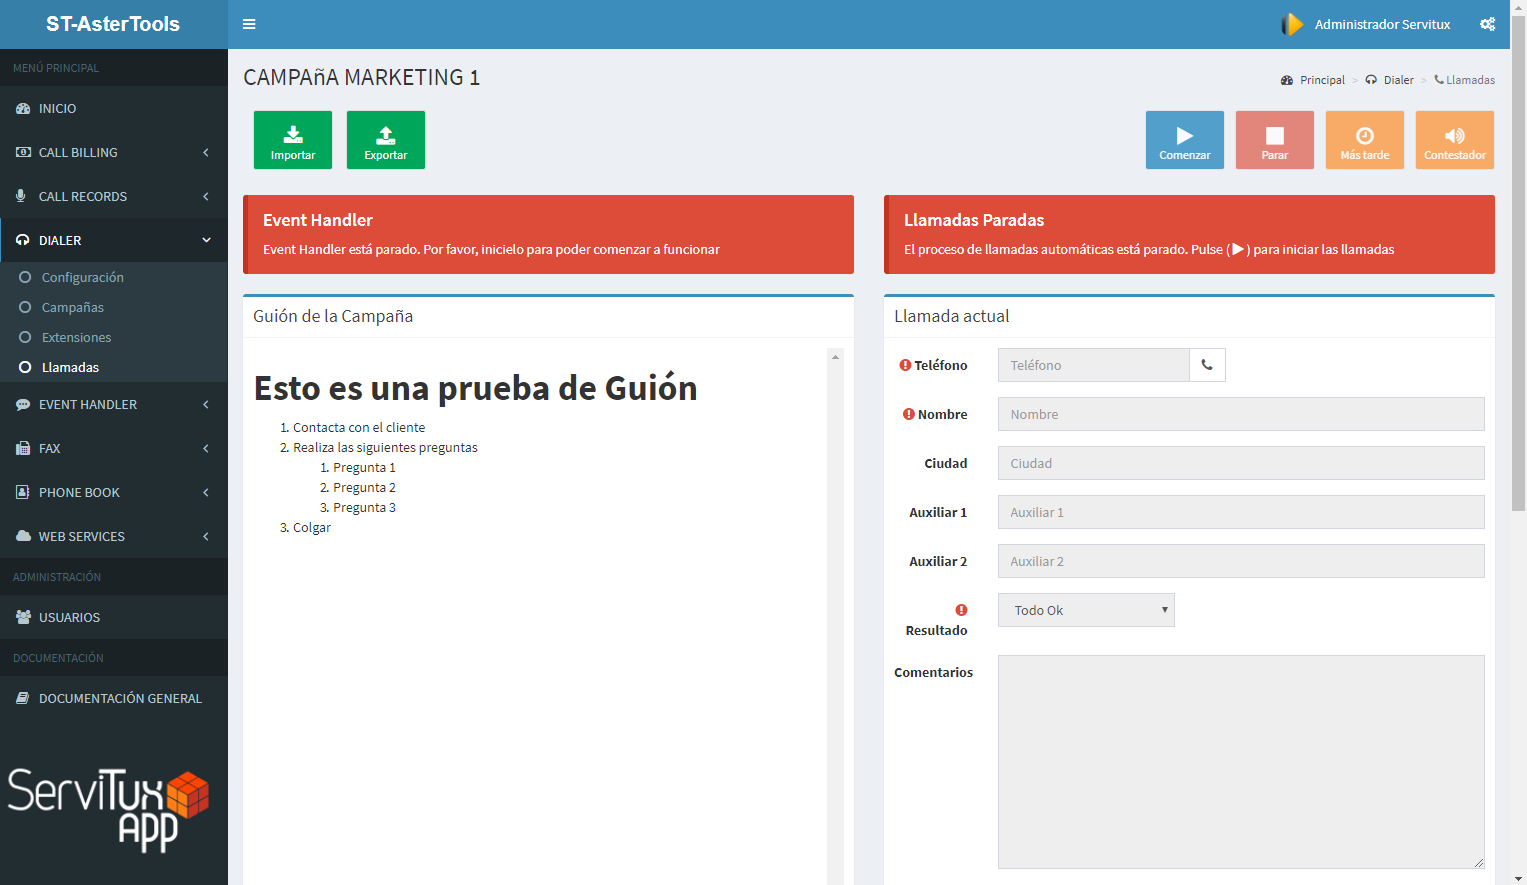 ST-AsterTools
Administrador Servitux
MENÚ PRINCIPAL
INICIO
CALL BILLING
CALL RECORDS
DIALER
Configuración
Campañas
Extensiones
Llamadas
EVENT HANDLER
FAX
PHONE BOOK
WEB SERVICES
ADMINISTRACIÓN
USUARIOS
DOCUMENTACIÓN
DOCUMENTACIÓN GENERAL
ServiTux
APP
CAMPAñA MARKETING 1
Principal > Dialer > Llamadas
Importar
Exportar
Comenzar
Parar
Más tarde
Contestador
Event Handler
Event Handler está parado. Por favor, inicielo para poder comenzar a funcionar
Llamadas Paradas
El proceso de llamadas automáticas está parado. Pulse (▶) para iniciar las llamadas
Guión de la Campaña
Esto es una prueba de Guión
1. Contacta con el cliente
2. Realiza las siguientes preguntas
1. Pregunta 1
2. Pregunta 2
3. Pregunta 3
3. Colgar
Llamada actual
Teléfono Teléfono
Nombre Nombre
Ciudad Ciudad
Auxiliar 1 Auxiliar 1
Auxiliar 2 Auxiliar 2
Resultado Todo Ok
Comentarios